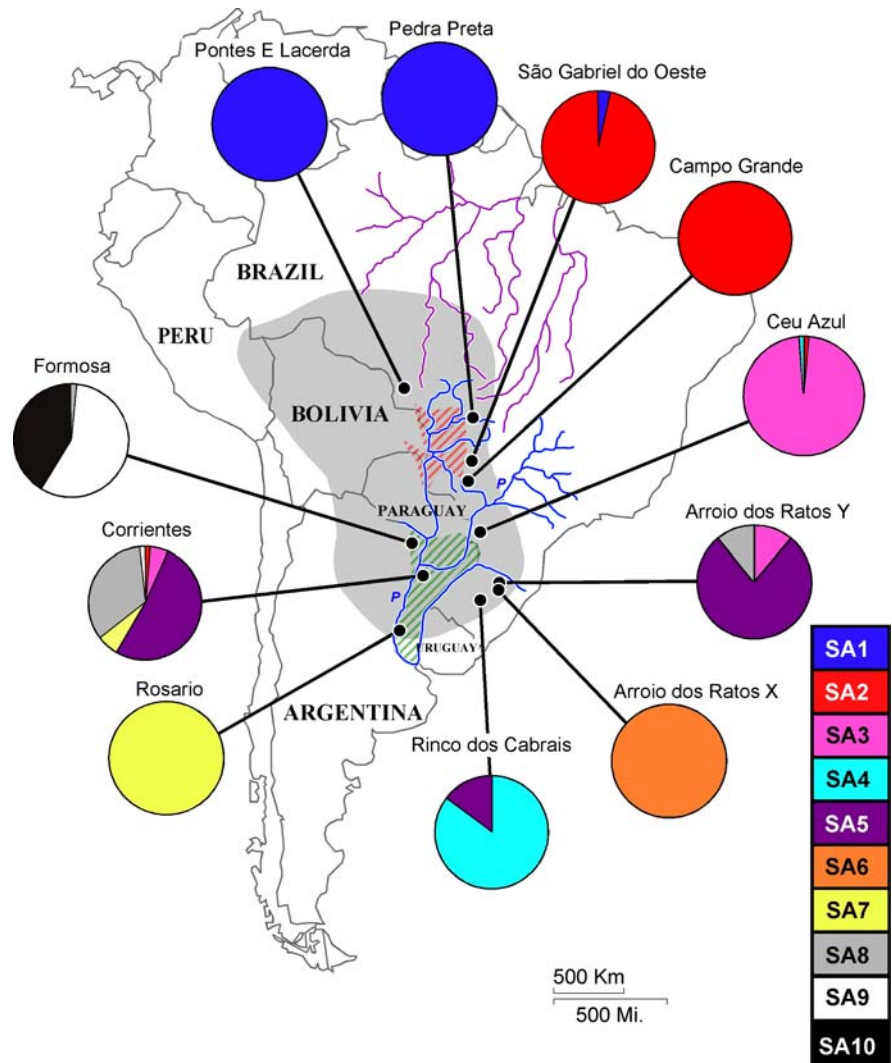 Pedra Preta
Pontes E Lacerda
São Gabriel do Oeste
Campo Grande
BRAZIL
PERU
Ceu Azul
Formosa
BOLIVIA
P
PARAGUAY
Arroio dos Ratos Y
Corrientes
P
URUGUAY
Rosario
ARGENTINA
Arroio dos Ratos X
Rinco dos Cabrais
SA1
SA2
SA3
SA4
SA5
SA6
SA7
SA8
SA9
SA10
500 Km
500 Mi.